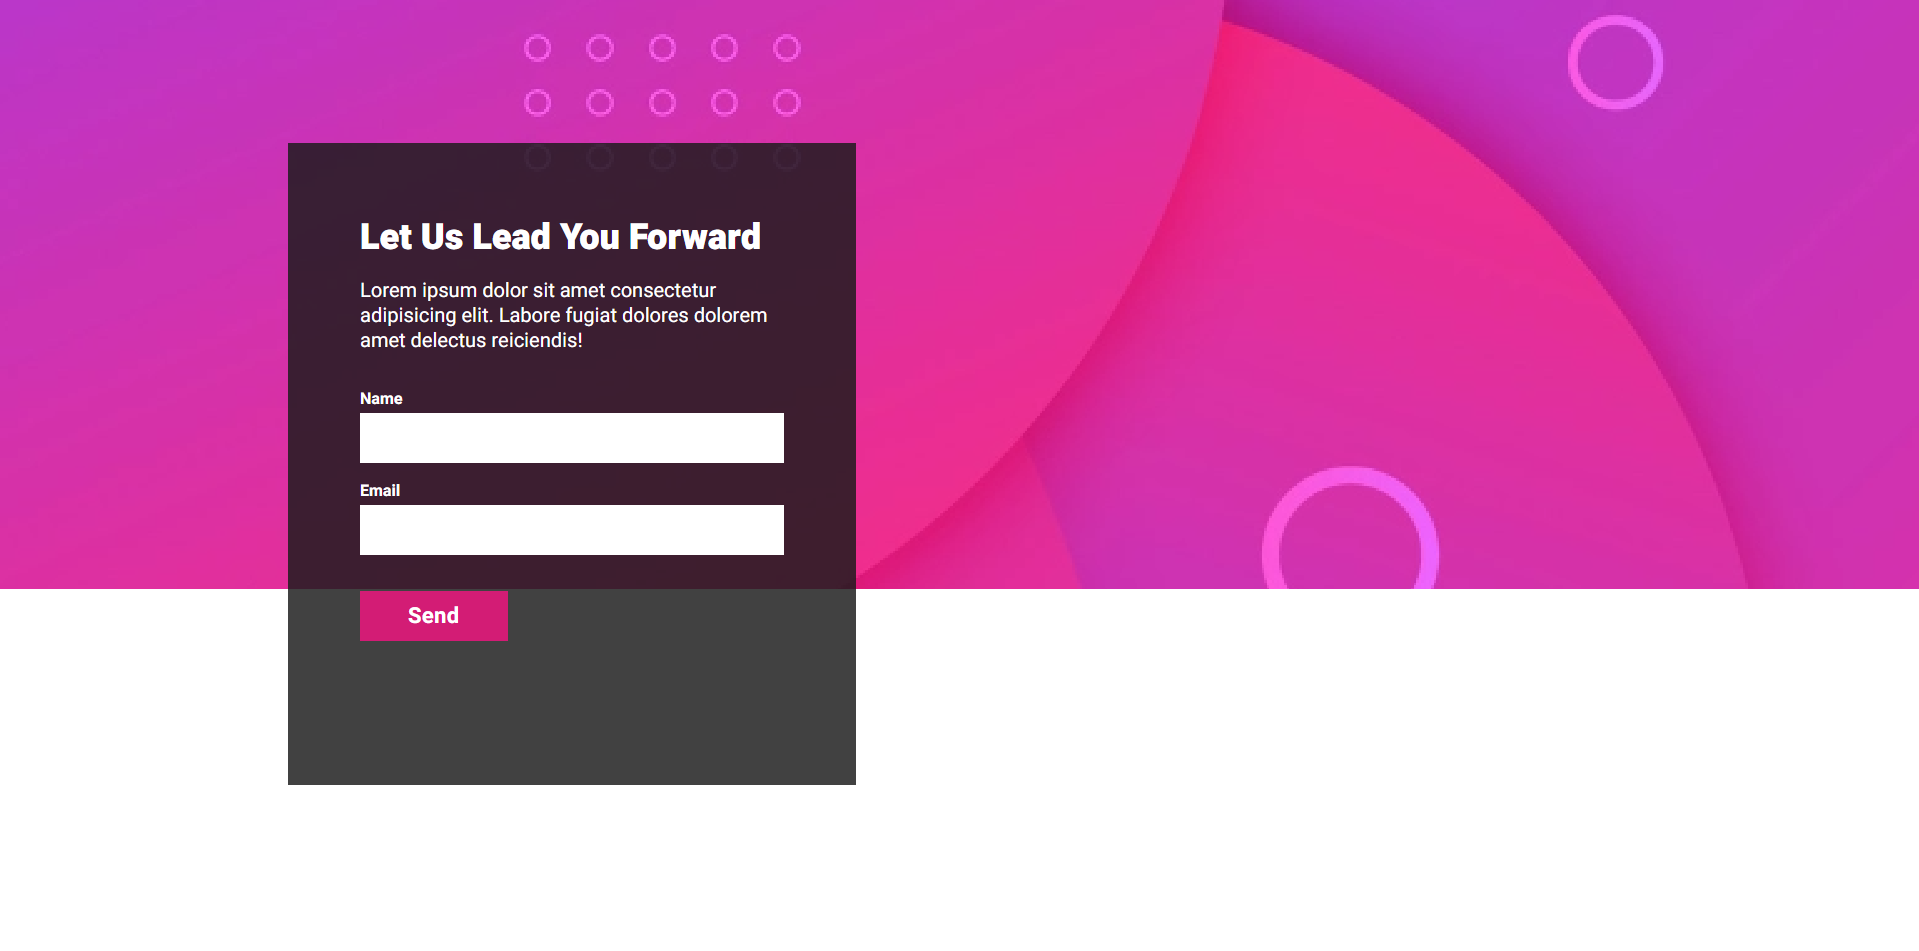 Let Us Lead You Forward
Lorem ipsum dolor sit amet consectetur
adipisicing elit. Labore fugiat dolores dolorem
amet delectus reiciendis!
Name
Email
Send